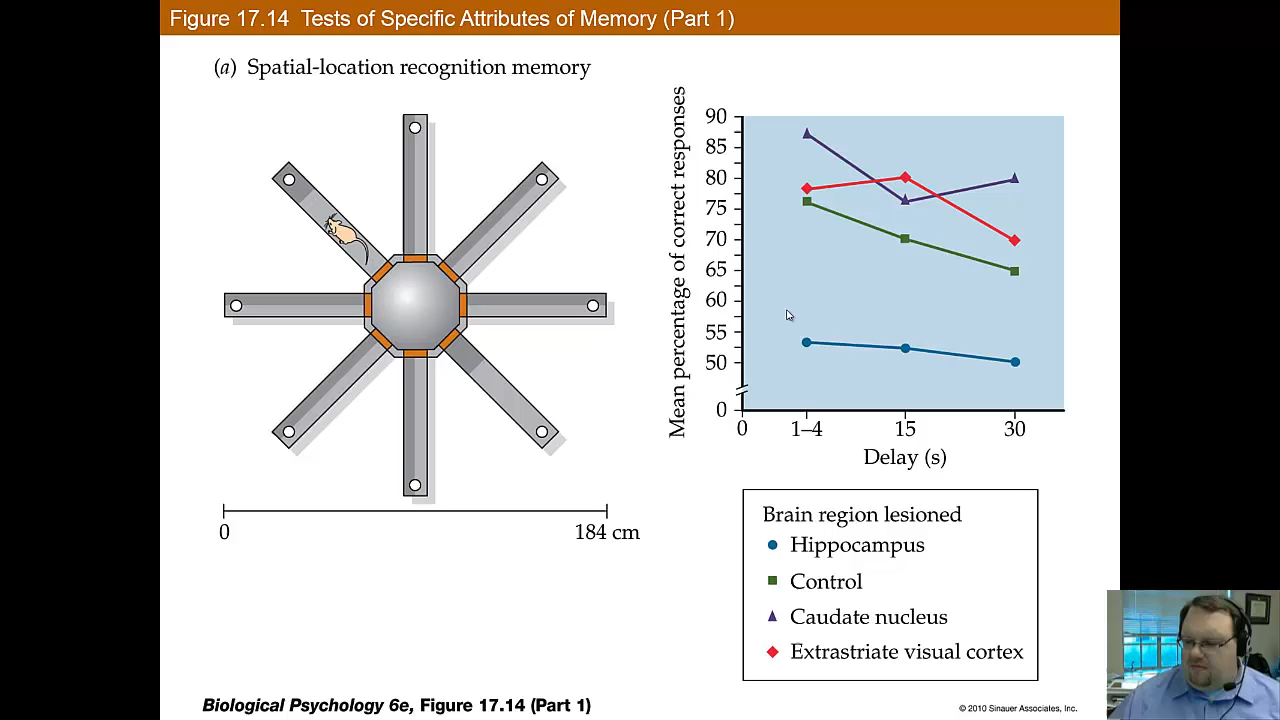 Figure 17.14 Tests of Specific Attributes of Memory (Part 1)
(a) Spatial-location recognition memory
0
184 cm
Mean percentage of correct responses
90
85
80
75
70
65
60
55
50
0
0
1–4
15
30
Delay (s)
Brain region lesioned
Hippocampus
Control
Caudate nucleus
Extrastriate visual cortex
Biological Psychology 6e, Figure 17.14 (Part 1)
© 2010 Sinauer Associates, Inc.